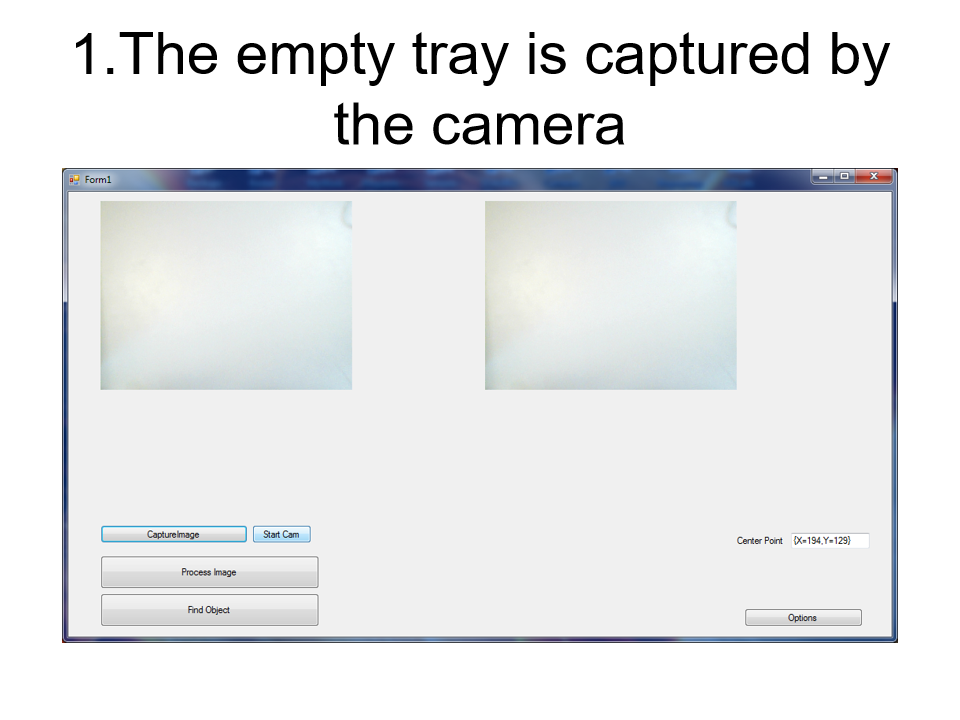 1.The empty tray is captured by
the camera
Form1
CaptureImage
Start Cam
Center Point
{X=194,Y=129}
Process Image
Find Object
Options